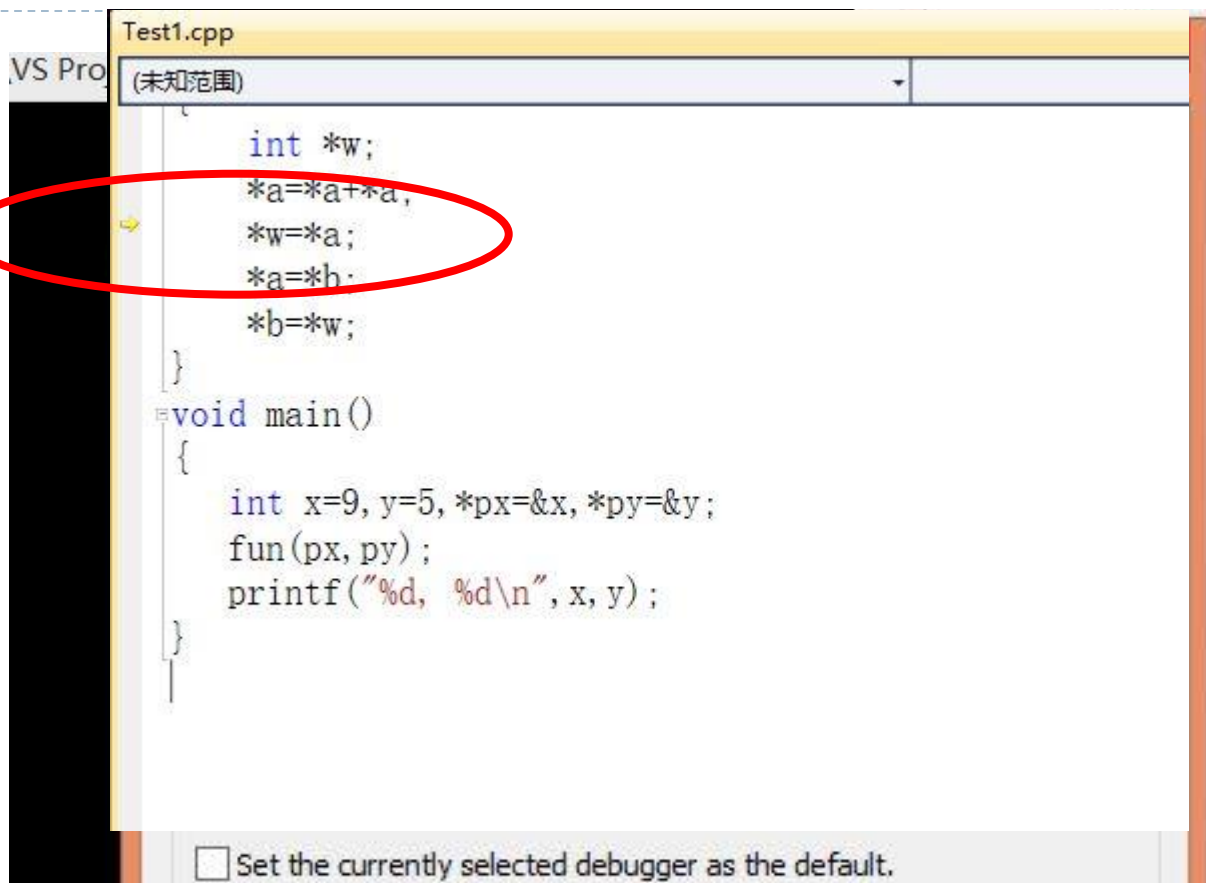 Test1.cpp
VS Pro
(未知范围)
{
int *w;
*a=*a+*a;
*w=*a;
*a=*b;
*b=*w;
}
void main()
{
int x=9,y=5,*px=&x,*py=&y;
fun(px,py);
printf("%d, %d\n",x,y);
}
Set the currently selected debugger as the default.